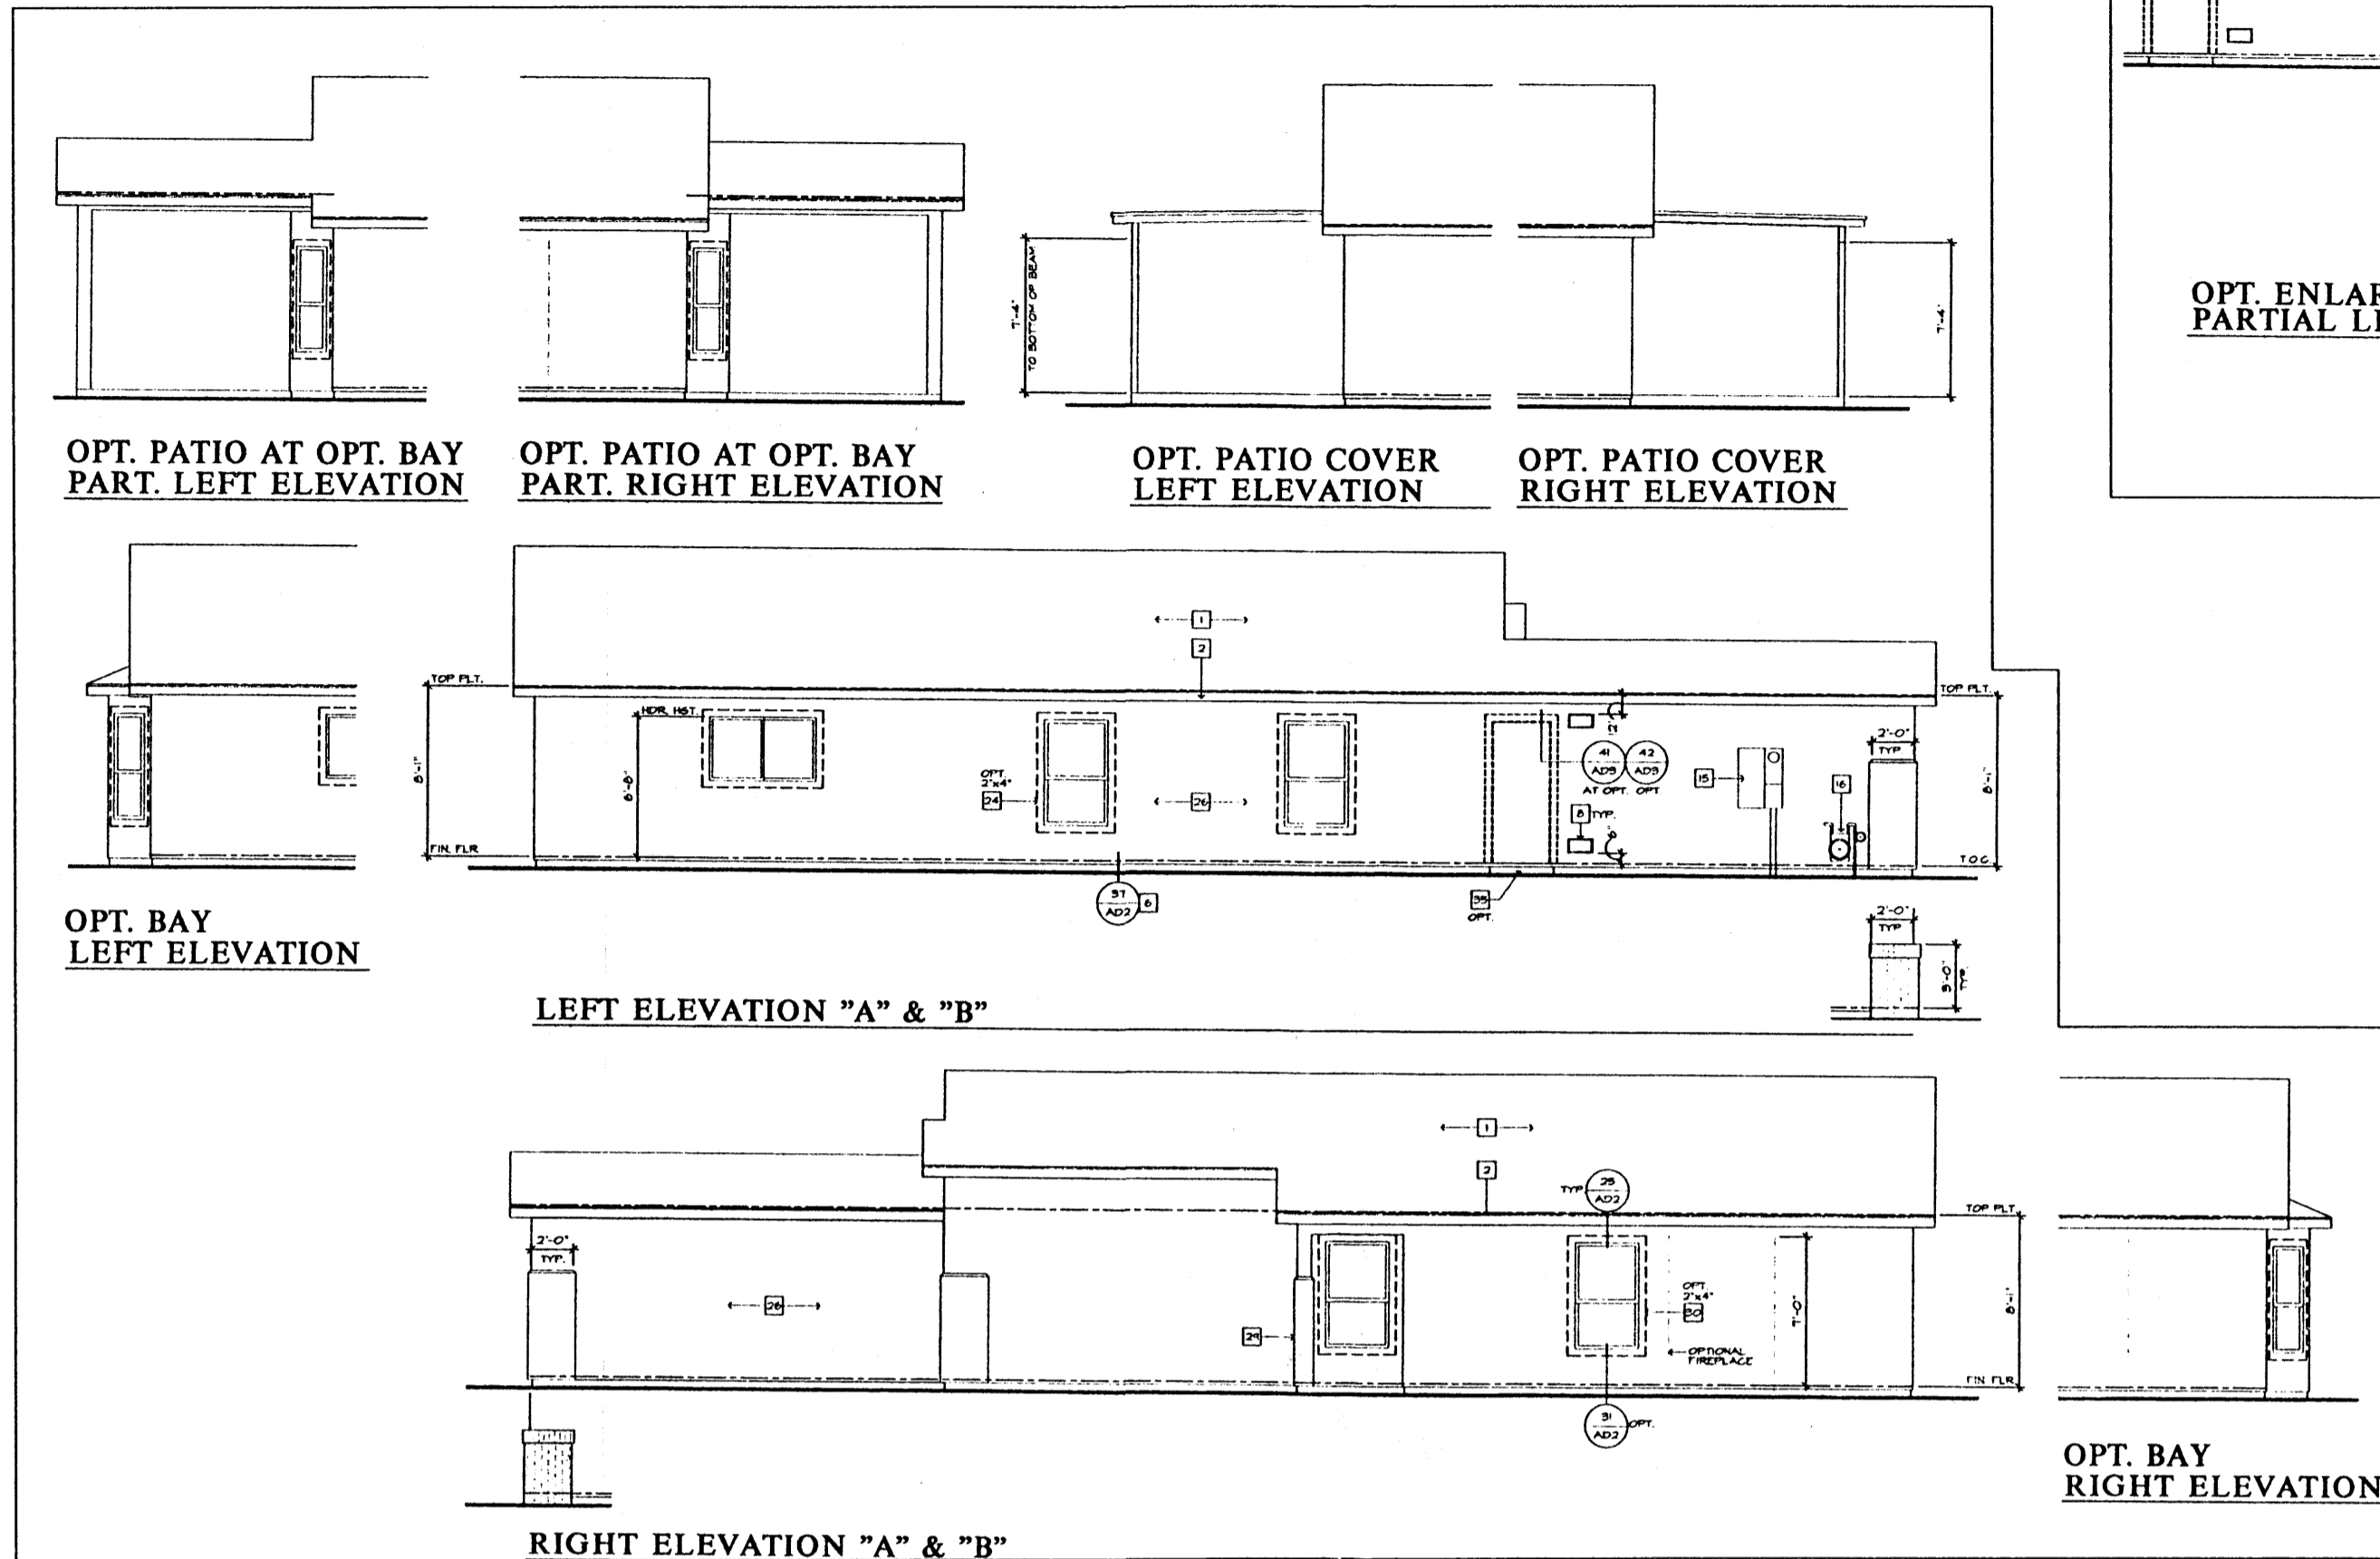 OPT. ENLAR
PARTIAL L
7'-4"
TO BOTTOM OF BEAM
7'-4"
OPT. PATIO AT OPT. BAY
PART. LEFT ELEVATION
OPT. PATIO AT OPT. BAY
PART. RIGHT ELEVATION
OPT. PATIO COVER
LEFT ELEVATION
OPT. PATIO COVER
RIGHT ELEVATION
1
2
TOP PLT.
TOP PLT.
HDR. HGT.
8'-1"
6'-8"
OPT.
2"x4"
24
26
41
AD3
42
AD3
AT OPT.
OPT
8
TYP.
15
16
2'-0"
TYP
8'-1"
FIN. FLR
T.O.C.
37
AD2
6
35
OPT.
OPT. BAY
LEFT ELEVATION
2'-0"
TYP
3'-0"
TYP.
LEFT ELEVATION ”A” & ”B”
1
2
TYP.
25
AD2
TOP PLT.
2'-0"
TYP.
26
29
OPT.
2"x4"
30
OPTIONAL
FIREPLACE
7'-0"
8'-1"
FIN FLR
31
AD2
OPT.
OPT. BAY
RIGHT ELEVATION
RIGHT ELEVATION ”A” & ”B”